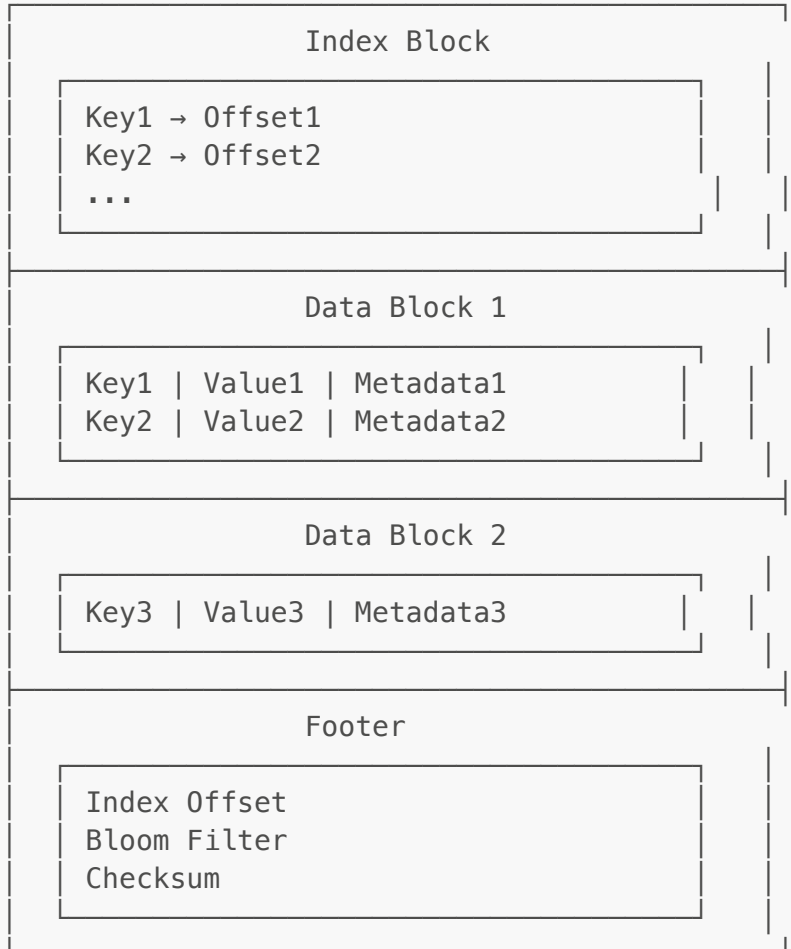 Index Block
Key1 → Offset1
Key2 → Offset2
...
Data Block 1
Key1 | Value1 | Metadata1
Key2 | Value2 | Metadata2
Data Block 2
Key3 | Value3 | Metadata3
Footer
Index Offset
Bloom Filter
Checksum